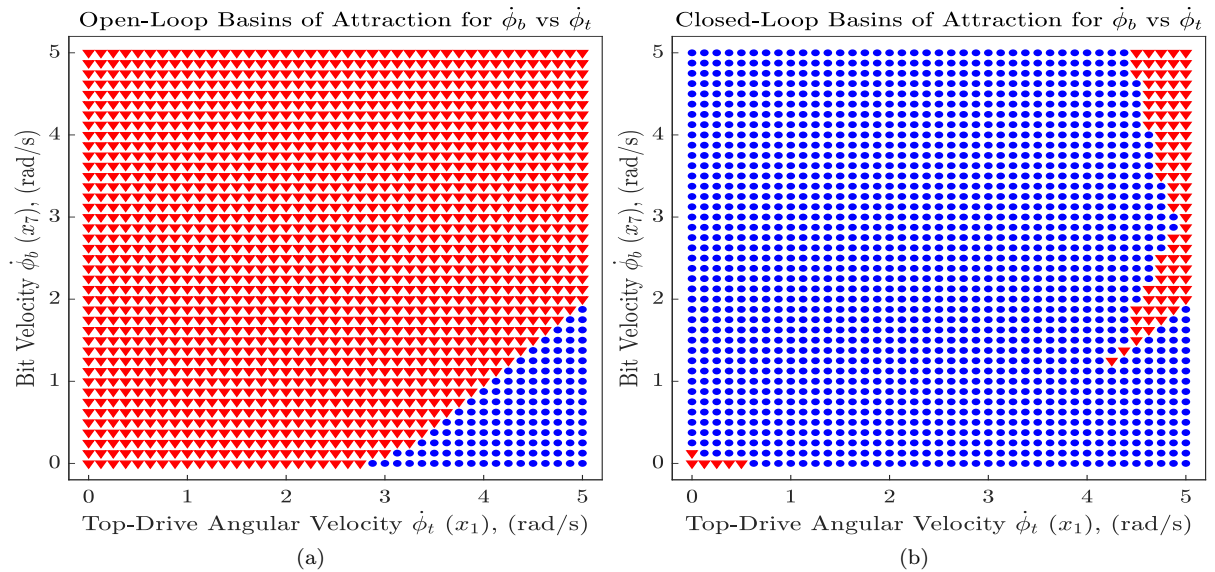 Open-Loop Basins of Attraction for ϕ̇_b vs ϕ̇_t
5
4
3
2
1
0
Bit Velocity ϕ̇_b (x_7), (rad/s)
0 1 2 3 4 5
Top-Drive Angular Velocity ϕ̇_t (x_1), (rad/s)
(a)
Closed-Loop Basins of Attraction for ϕ̇_b vs ϕ̇_t
5
4
3
2
1
0
Bit Velocity ϕ̇_b (x_7), (rad/s)
0 1 2 3 4 5
Top-Drive Angular Velocity ϕ̇_t (x_1), (rad/s)
(b)